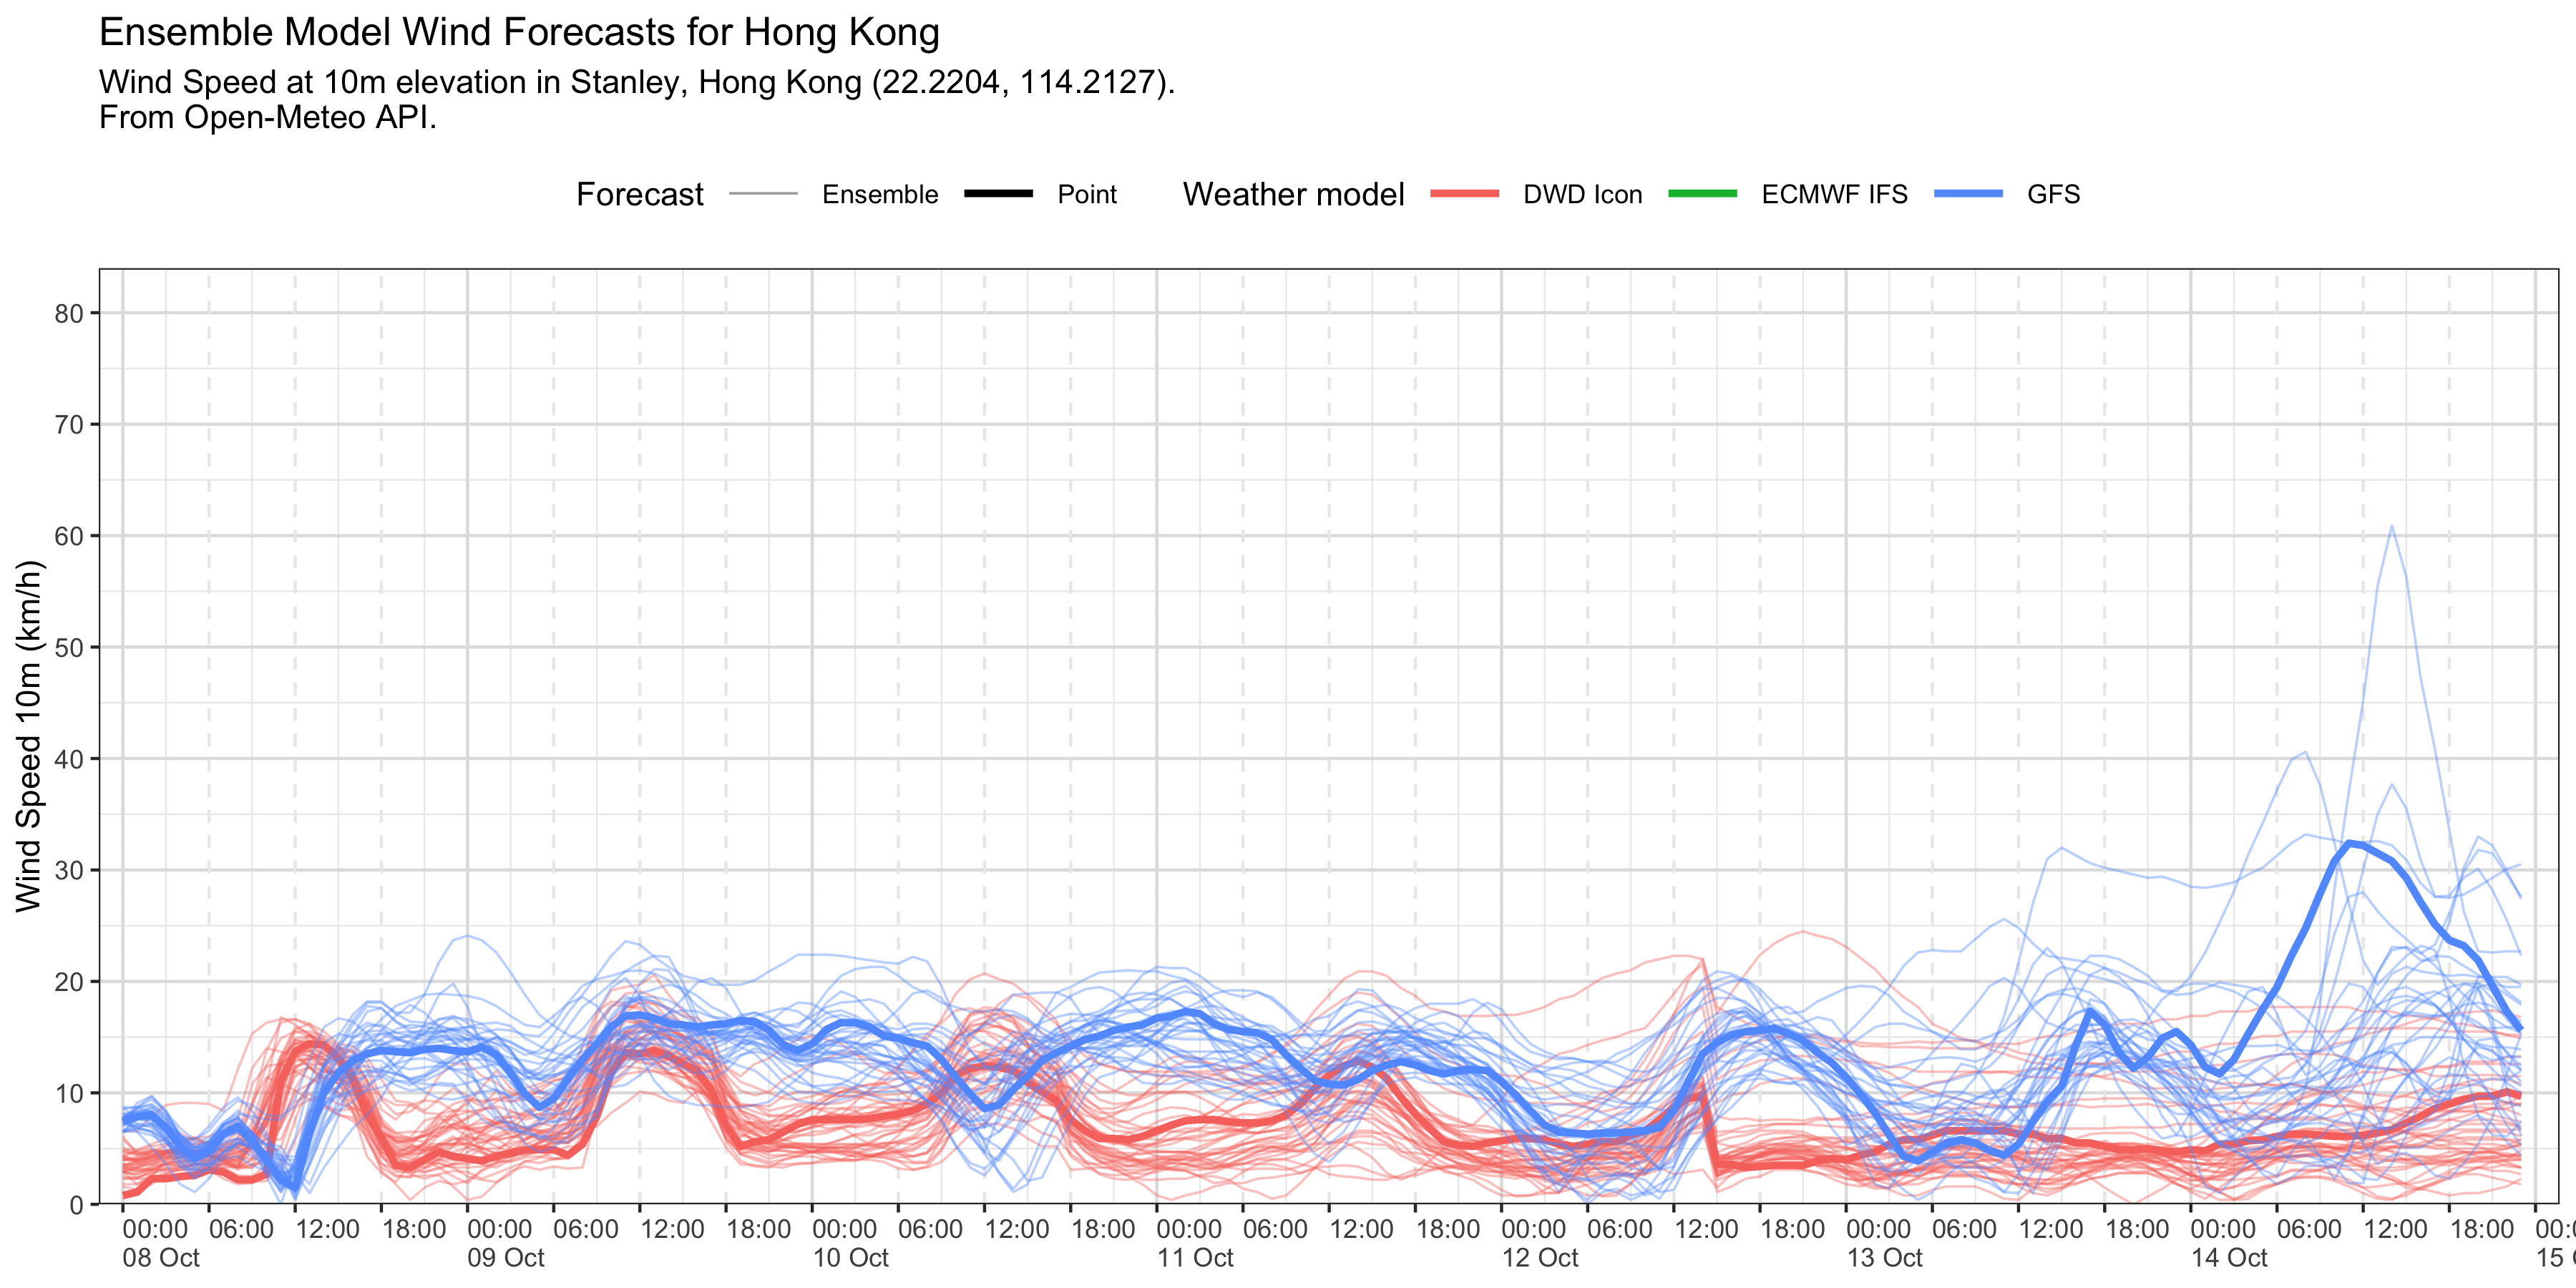 Ensemble Model Wind Forecasts for Hong Kong
Wind Speed at 10m elevation in Stanley, Hong Kong (22.2204, 114.2127).
From Open-Meteo API.
Forecast Ensemble Point Weather model DWD Icon ECMWF IFS GFS
Wind Speed 10m (km/h)
80
70
60
50
40
30
20
10
0
00:00 06:00 12:00 18:00 00:00 06:00 12:00 18:00 00:00 06:00 12:00 18:00 00:00 06:00 12:00 18:00 00:00 06:00 12:00 18:00 00:00 06:00 12:00 18:00 00:00 06:00 12:00 18:00
08 Oct 09 Oct 10 Oct 11 Oct 12 Oct 13 Oct 14 Oct 15